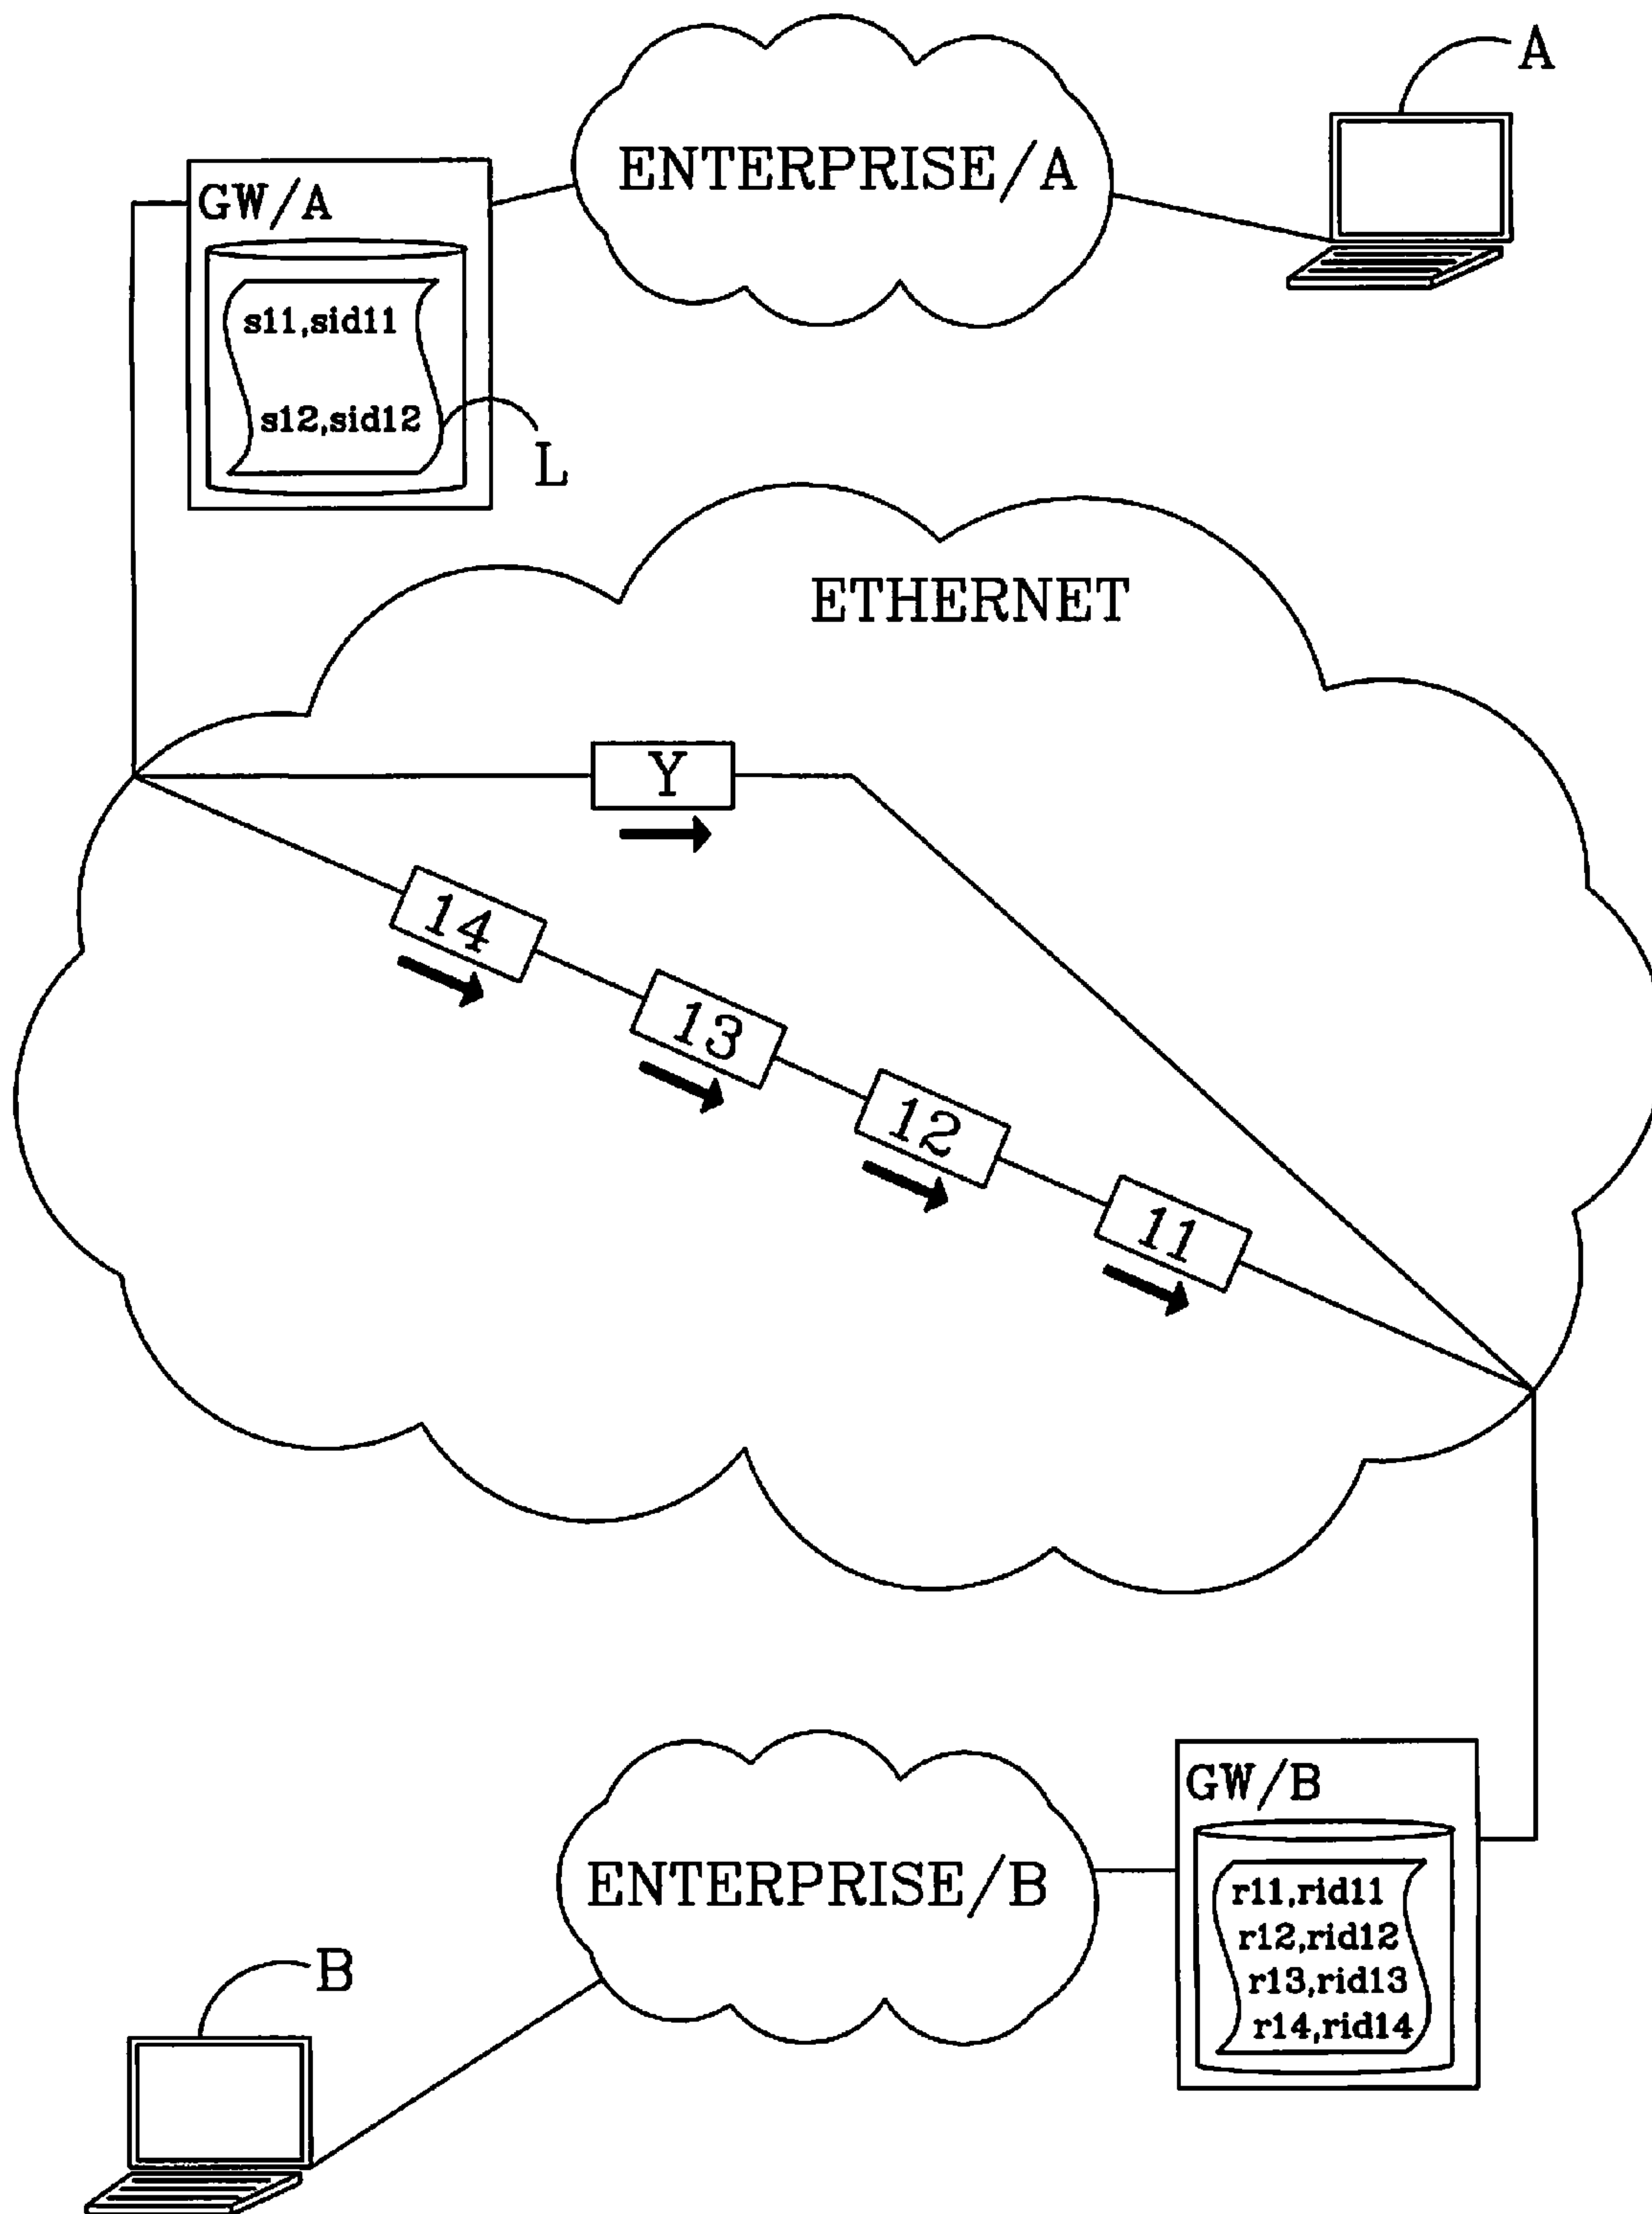 A
ENTERPRISE/A
GW/A
s11,sid11
s12,sid12
L
ETHERNET
Y
14
13
12
11
GW/B
ENTERPRISE/B
r11,rid11
r12,rid12
r13,rid13
r14,rid14
B